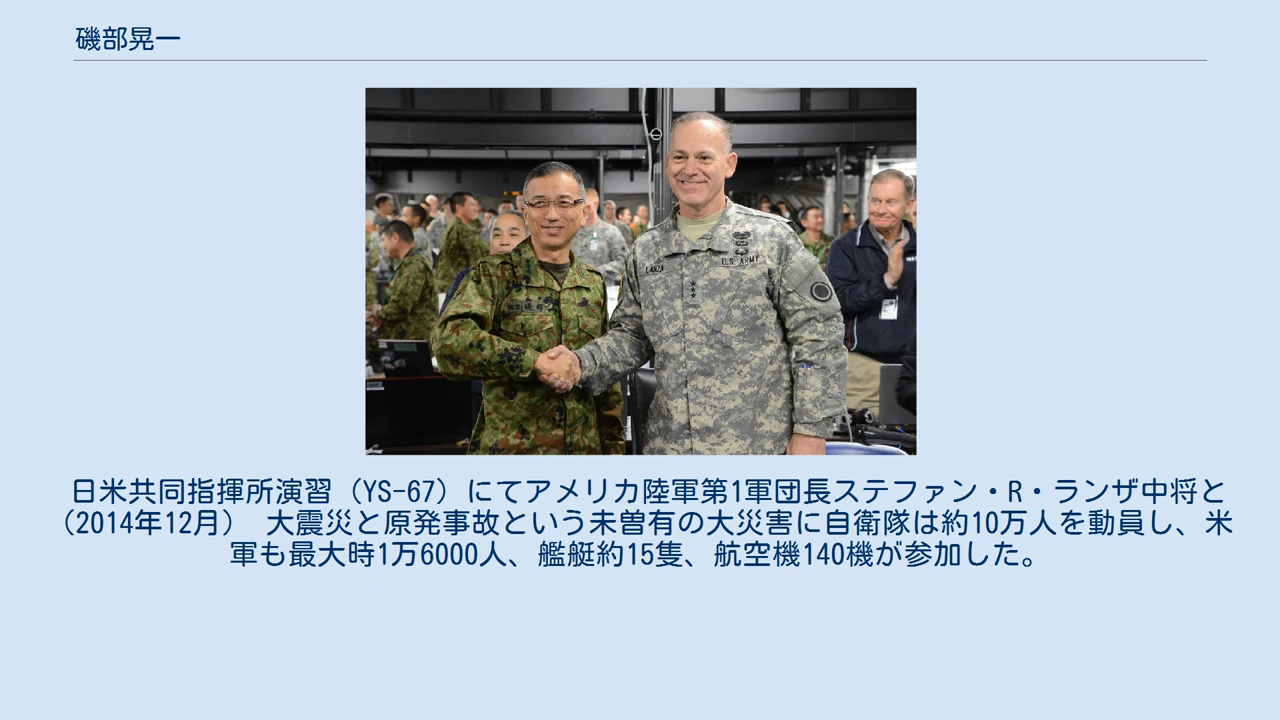 磯部晃一
LANZA
U.S. ARMY
日米共同指揮所演習（YS-67）にてアメリカ陸軍第1軍団長ステファン・R・ランザ中将と
（2014年12月） 大震災と原発事故という未曽有の大災害に自衛隊は約10万人を動員し、米
軍も最大時1万6000人、艦艇約15隻、航空機140機が参加した。